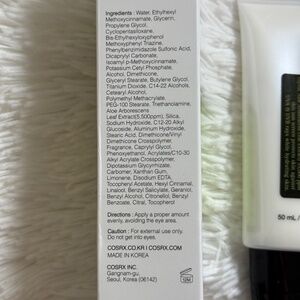 Ingredients : Water, Ethylhexyl
Methoxycinnamate, Glycerin,
Propylene Glycol,
Cyclopentasiloxane,
Bis-Ethylhexyloxyphenol
Methoxyphenyl Triazine,
Phenylbenzimidazole Sulfonic Acid,
Dicaprylyl Carbonate,
Isoamyl p-Methoxycinnamate,
Potassium Cetyl Phosphate,
Alcohol, Dimethicone,
Glyceryl Stearate, Butylene Glycol,
Titanium Dioxide, C14-22 Alcohols,
Cetearyl Alcohol,
Polymethyl Methacrylate,
PEG-100 Stearate, Triethanolamine,
Aloe Arborescens
Leaf Extract(5,500ppm), Silica,
Sodium Hydroxide, C12-20 Alkyl
Glucoside, Aluminum Hydroxide,
Stearic Acid, Dimethicone/Vinyl
Dimethicone Crosspolymer,
Fragrance, Caprylyl Glycol,
Phenoxyethanol, Acrylates/C10-30
Alkyl Acrylate Crosspolymer,
Dipotassium Glycyrrhizate,
Carbomer, Xanthan Gum,
Limonene, Disodium EDTA,
Tocopheryl Acetate, Hexyl Cinnamal,
Linalool, Benzyl Salicylate, Geraniol,
Benzyl Alcohol, Citronellol, Benzyl
Benzoate, Citral, Tocopherol
Directions : Apply a proper amount
evenly, avoiding the eye area.
Caution : For external use only.
Do not get into eyes.
COSRX.CO.KR I COSRX.COM
MADE IN KOREA
COSRX INC.
Gangnam-gu,
Seoul, Korea (06142)
12M
50 mL /